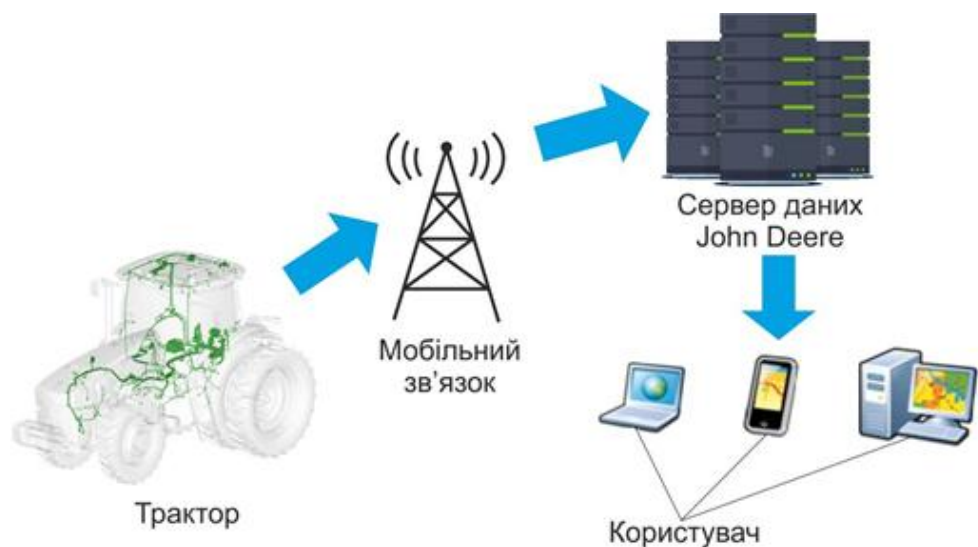 Сервер даних
John Deere
Мобільний
зв’язок
Трактор
Користувач